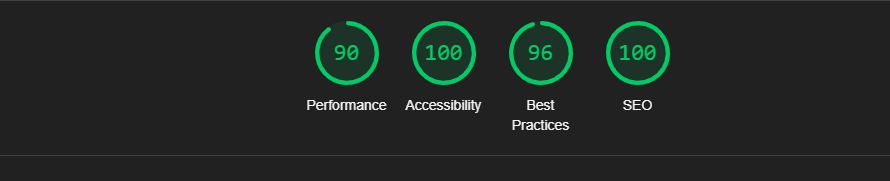 90 100 96 100
Performance Accessibility Best Practices SEO